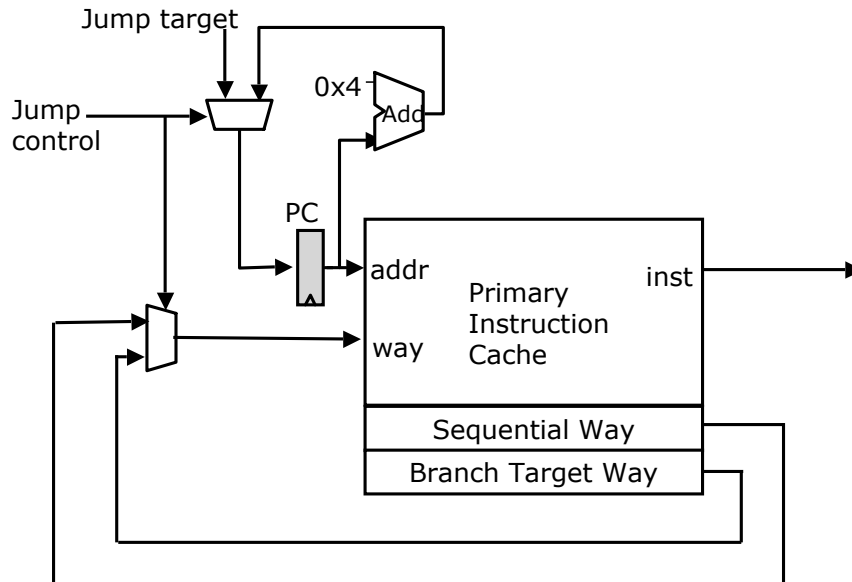 Jump target
0x4
Add
Jump
control
PC
addr
inst
Primary
Instruction
Cache
way
Sequential Way
Branch Target Way